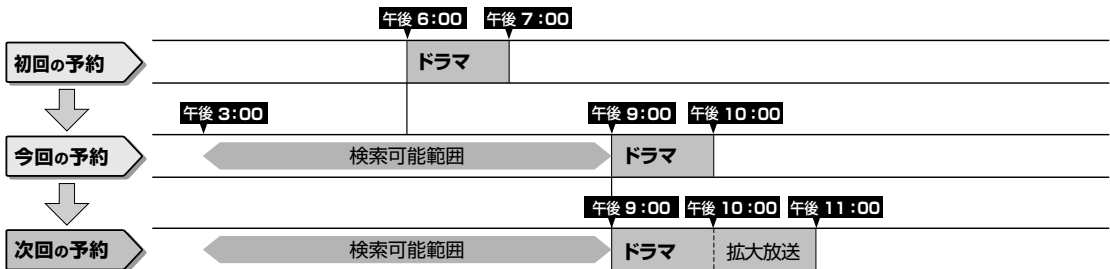 午後 6:00 午後 7:00
初回の予約 ドラマ
午後 3:00 午後 9:00 午後 10:00
今回の予約 検索可能範囲 ドラマ
午後 9:00 午後 10:00 午後 11:00
次回の予約 検索可能範囲 ドラマ 拡大放送